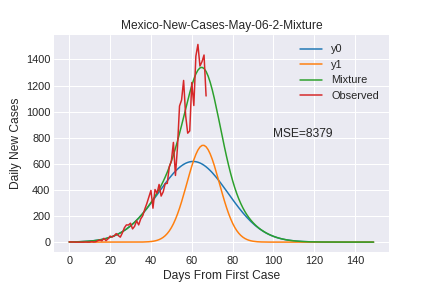 Mexico-New-Cases-May-06-2-Mixture
Daily New Cases
1400
1200
1000
800
600
400
200
0
y0
y1
Mixture
Observed
MSE=8379
0 20 40 60 80 100 120 140
Days From First Case